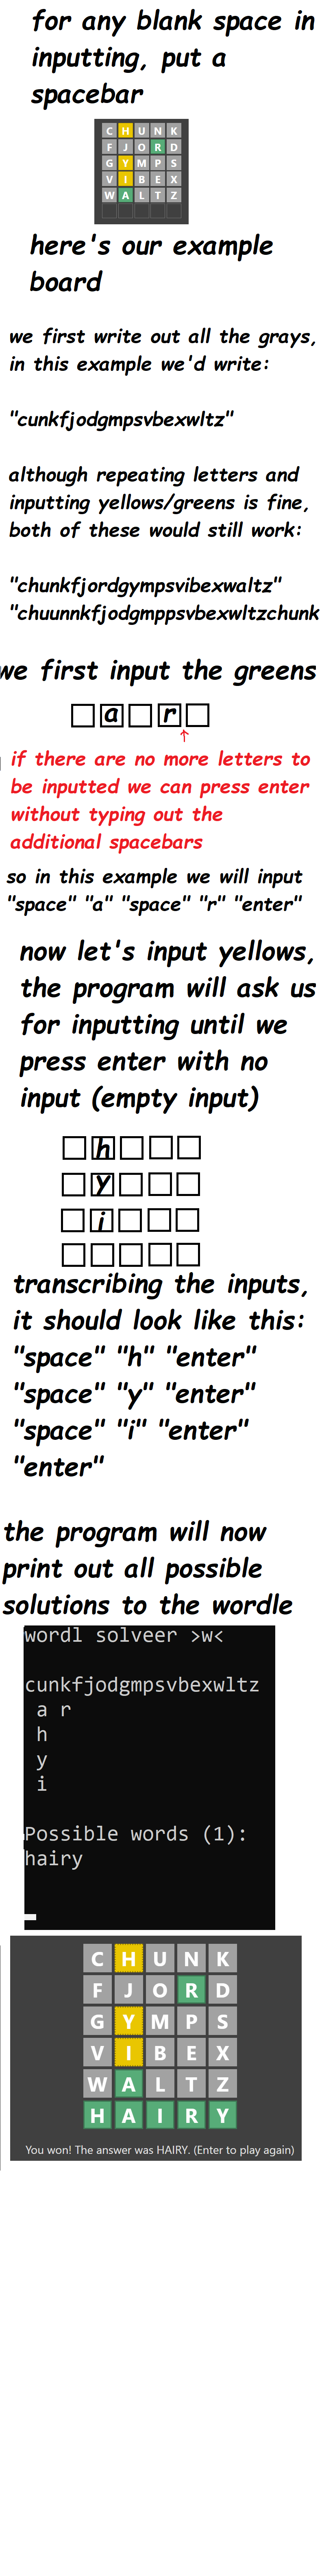 for any blank space in
inputting, put a
spacebar
C H U N K
F J O R D
G Y M P S
V I B E X
W A L T Z
here's our example
board
we first write out all the grays,
in this example we'd write:
"cunkfjodgmpsvbexwltz"
although repeating letters and
inputting yellows/greens is fine,
both of these would still work:
"chunkfjordgympsvibexwaltz"
"chuunnkfjodgmppsvbexwltzchunk
we first input the greens
a r
if there are no more letters to
be inputted we can press enter
without typing out the
additional spacebars
so in this example we will input
"space" "a" "space" "r" "enter"
now let's input yellows,
the program will ask us
for inputting until we
press enter with no
input (empty input)
h
y
i
transcribing the inputs,
it should look like this:
"space" "h" "enter"
"space" "y" "enter"
"space" "i" "enter"
"enter"
the program will now
print out all possible
solutions to the wordle
wordl solveer >w<
cunkfjodgmpsvbexwltz
a r
h
y
i
Possible words (1):
hairy
C H U N K
F J O R D
G Y M P S
V I B E X
W A L T Z
H A I R Y
You won! The answer was HAIRY. (Enter to play again)